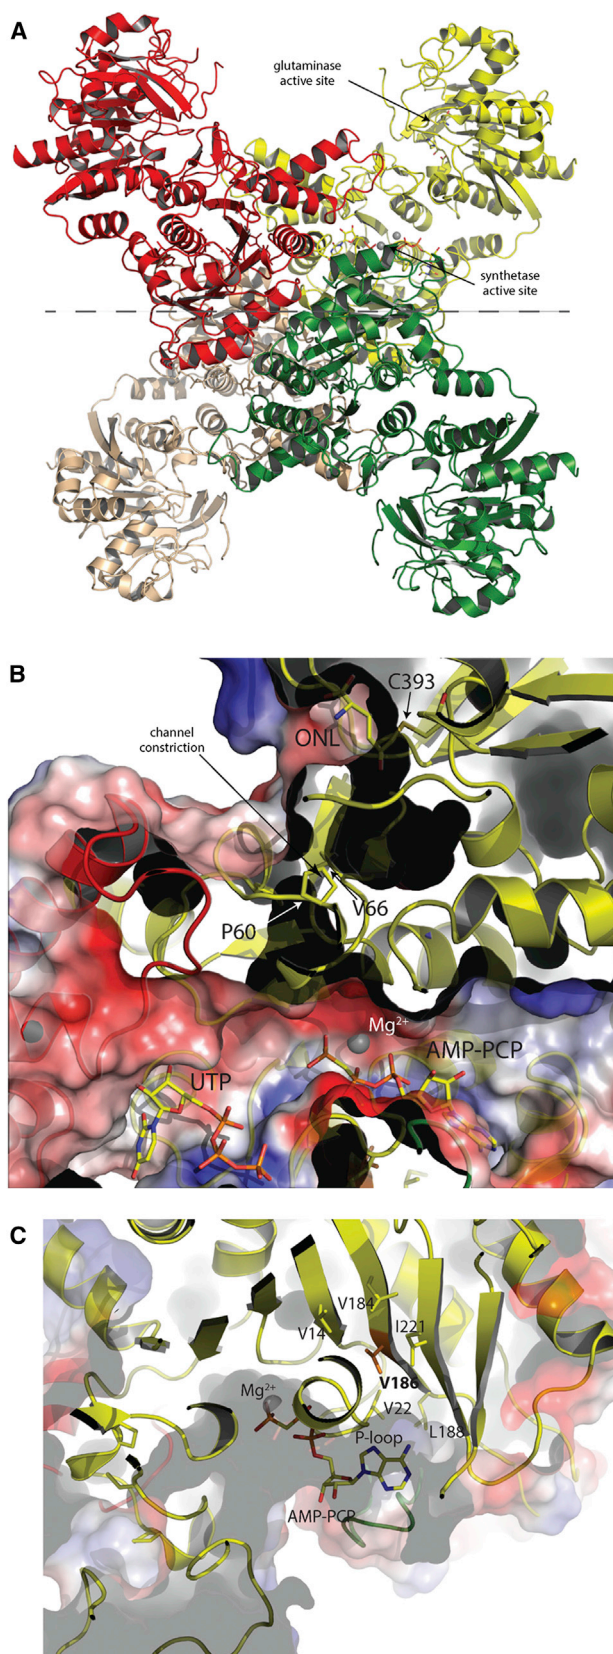 A
glutaminase
active site
synthetase
active site
B
C393
ONL
channel
constriction
V66
P60
Mg²⁺
AMP-PCP
UTP
C
V184
V14
I221
V186
Mg²⁺
V22
L188
P-loop
AMP-PCP